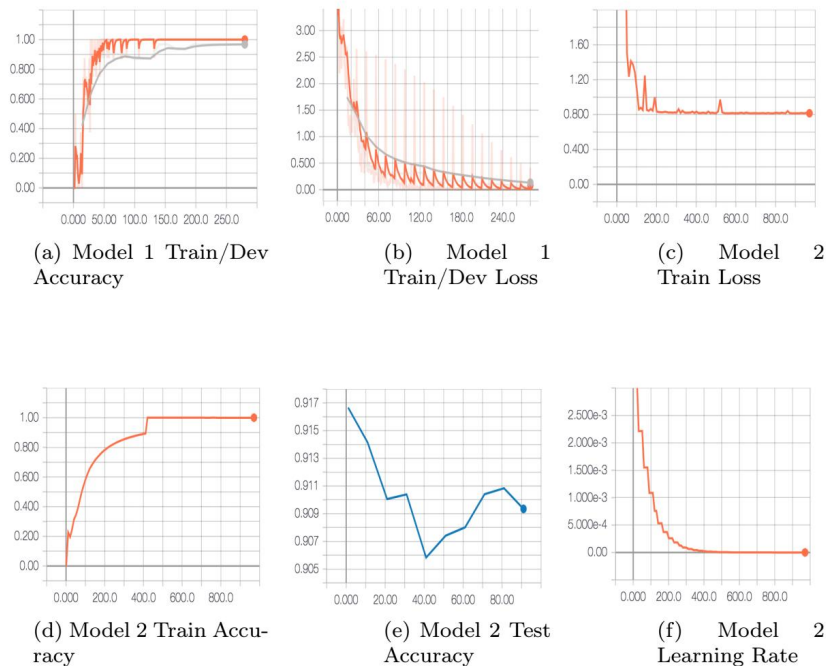 1.00
0.800
0.600
0.400
0.200
0.00
0.000 50.00 100.0 150.0 200.0 250.0
3.00
2.50
2.00
1.50
1.00
0.500
0.00
0.000 60.00 120.0 180.0 240.0
2.00
1.60
1.20
0.800
0.400
0.00
0.000 200.0 400.0 600.0 800.0
(a) Model 1 Train/Dev
Accuracy
(b) Model 1
Train/Dev Loss
(c) Model 2
Train Loss
1.00
0.800
0.600
0.400
0.200
0.00
0.000 200.0 400.0 600.0 800.0
0.917
0.915
0.913
0.911
0.909
0.907
0.905
0.000 20.00 40.00 60.00 80.00
2.500e-3
2.000e-3
1.500e-3
1.000e-3
5.000e-4
0.00
0.000 200.0 400.0 600.0 800.0
(d) Model 2 Train Accu-
racy
(e) Model 2 Test
Accuracy
(f) Model 2
Learning Rate